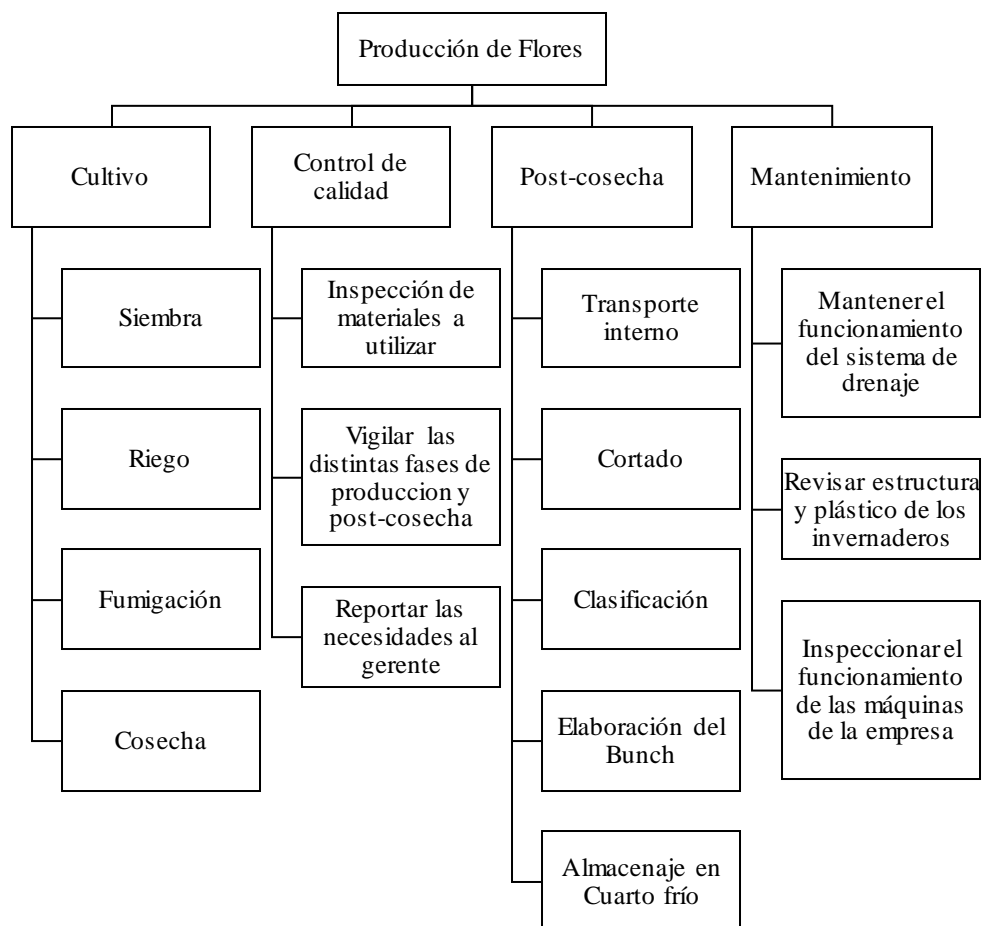 Producción de Flores
Cultivo
Siembra
Riego
Fumigación
Cosecha
Control de
calidad
Inspección de
materiales a
utilizar
Vigilar las
distintas fases de
produccion y
post-cosecha
Reportar las
necesidades al
gerente
Post-cosecha
Transporte
interno
Cortado
Clasificación
Elaboración del
Bunch
Almacenaje en
Cuarto frío
Mantenimiento
Mantener el
funcionamiento
del sistema de
drenaje
Revisar estructura
y plástico de los
invernaderos
Inspeccionar el
funcionamiento
de las máquinas
de la empresa